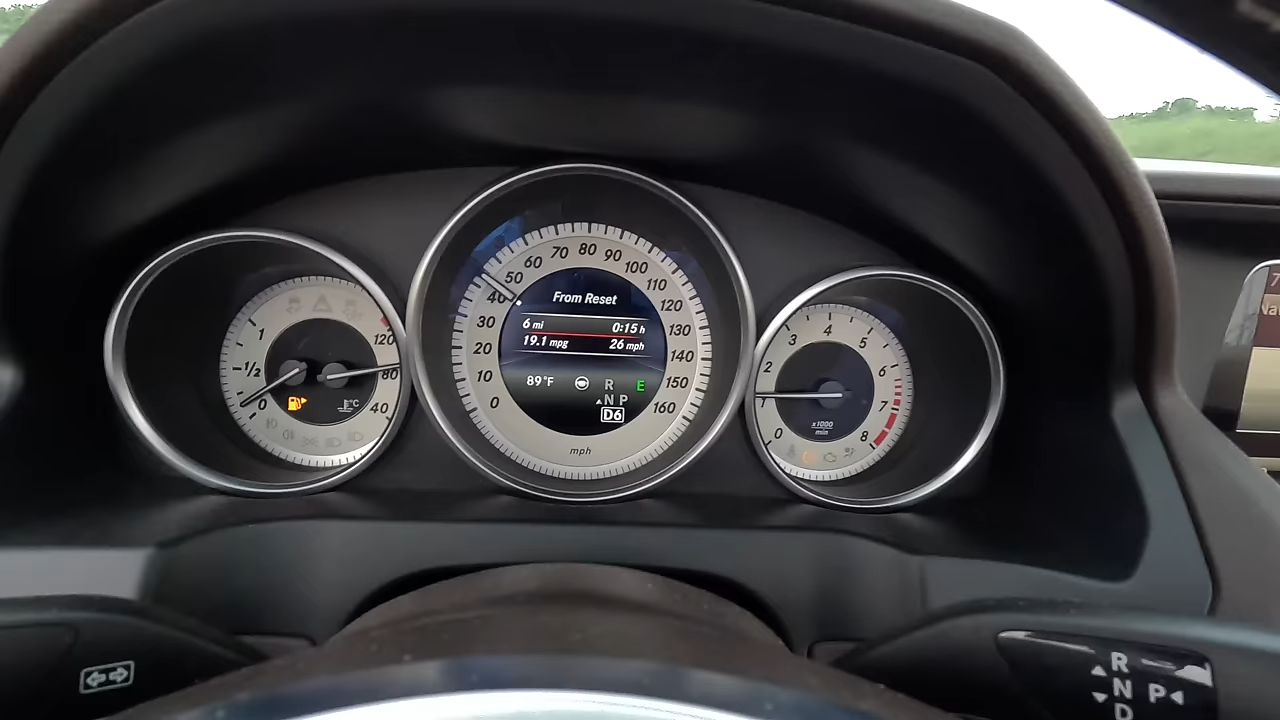 1
-1/2
0
120
80
40
°C
0
10
20
30
40
50
60
70
80
90
100
110
120
130
140
150
160
mph
From Reset
6 mi 0:15 h
19.1 mpg 26 mph
89°F R E
N P
D6
0
1
2
3
4
5
6
7
8
x1000
min
7
Na
R
N P
D